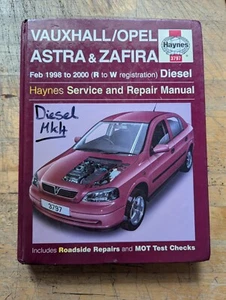 VAUXHALL/OPEL
Haynes
3797
ASTRA & ZAFIRA
Feb 1998 to 2000 (R to W registration) Diesel
Haynes Service and Repair Manual
Diesel
Mk4
3797
Includes Roadside Repairs and MOT Test Checks